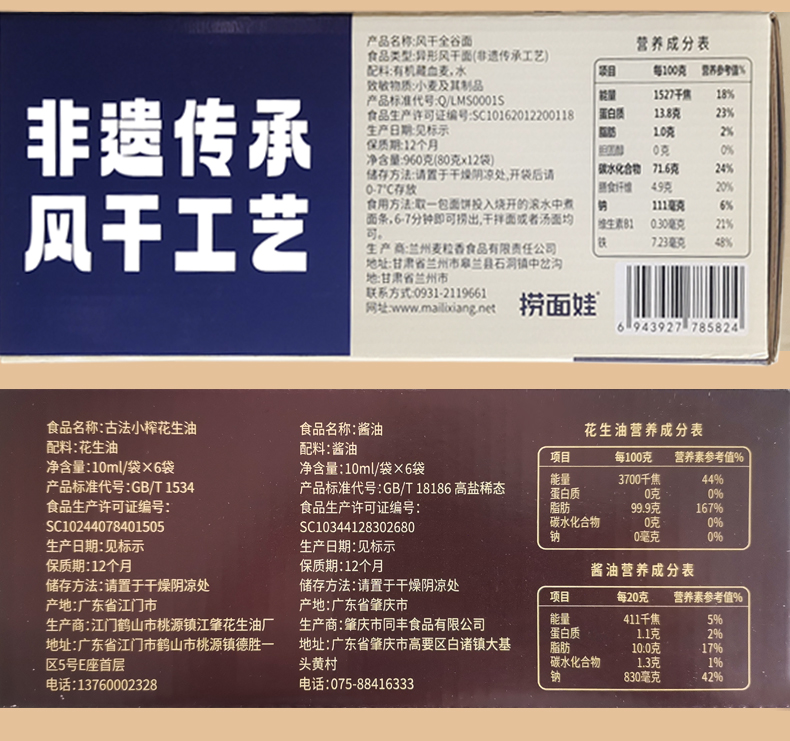 非遗传承
风干工艺
产品名称:风干全谷面
食品类型:异形风干面(非遗传承工艺)
配料:有机藏血麦,水
致敏物质:小麦及其制品
产品标准代号:Q/LMS0001S
食品生产许可证编号:SC10162012200118
生产日期:见标示
保质期:12个月
净含量:960克(80克x12袋)
储存方法:请置于干燥阴凉处,开袋后请
0-7℃存放
食用方法:取一包面饼投入烧开的滚水中煮
面条,6-7分钟即可捞出,干拌面或者汤面均
可。
生 产 商:兰州麦粒香食品有限责任公司
地址:甘肃省兰州市皋兰县石洞镇中岔沟
地:甘肃省兰州市
联系方式:0931-2119661
网址:www.mailixiang.net
捞面娃
营养成分表
项目 每100克 营养参考值%
能量 1527千焦 18%
蛋白质 13.8克 23%
脂肪 1.0克 2%
胆固醇 0克 0%
碳水化合物 71.6克 24%
膳食纤维 4.9克 20%
钠 111毫克 6%
维生素B1 0.30毫克 21%
铁 7.23毫克 48%
6 943927 785824
食品名称:古法小榨花生油
配料:花生油
净含量:10ml/袋×6袋
产品标准代号:GB/T 1534
食品生产许可证编号:
SC10244078401505
生产日期:见标示
保质期:12个月
储存方法:请置于干燥阴凉处
产地:广东省江门市
生产商:江门鹤山市桃源镇江肇花生油厂
地址:广东省江门市鹤山市桃源镇德胜一
区5号E座首层
电话:13760002328
食品名称:酱油
配料:酱油
净含量:10ml/袋×6袋
产品标准代号:GB/T 18186 高盐稀态
食品生产许可证编号:
SC10344128302680
生产日期:见标示
保质期:12个月
储存方法:请置于干燥阴凉处
产地:广东省肇庆市
生产商:肇庆市同丰食品有限公司
地址:广东省肇庆市高要区白诸镇大基
头黄村
电话:075-88416333
花生油营养成分表
项目 每100克 营养素参考值%
能量 3700千焦 44%
蛋白质 0克 0%
脂肪 99.9克 167%
碳水化合物 0克 0%
钠 0毫克 0%
酱油营养成分表
项目 每20克 营养素参考值%
能量 411千焦 5%
蛋白质 1.1克 2%
脂肪 10.0克 17%
碳水化合物 1.3克 1%
钠 830毫克 42%